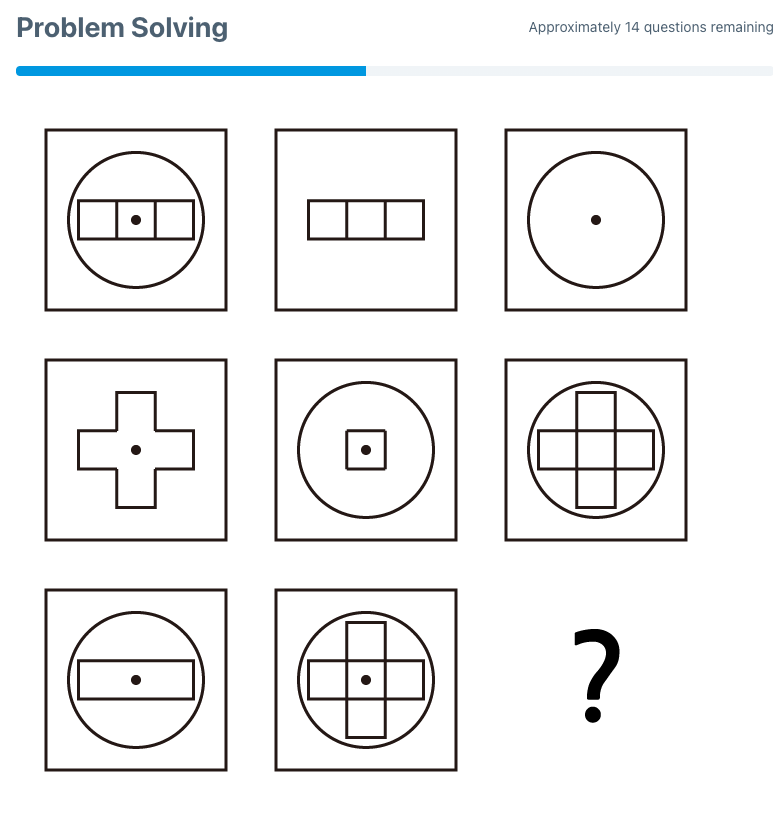 Problem Solving
Approximately 14 questions remaining
?